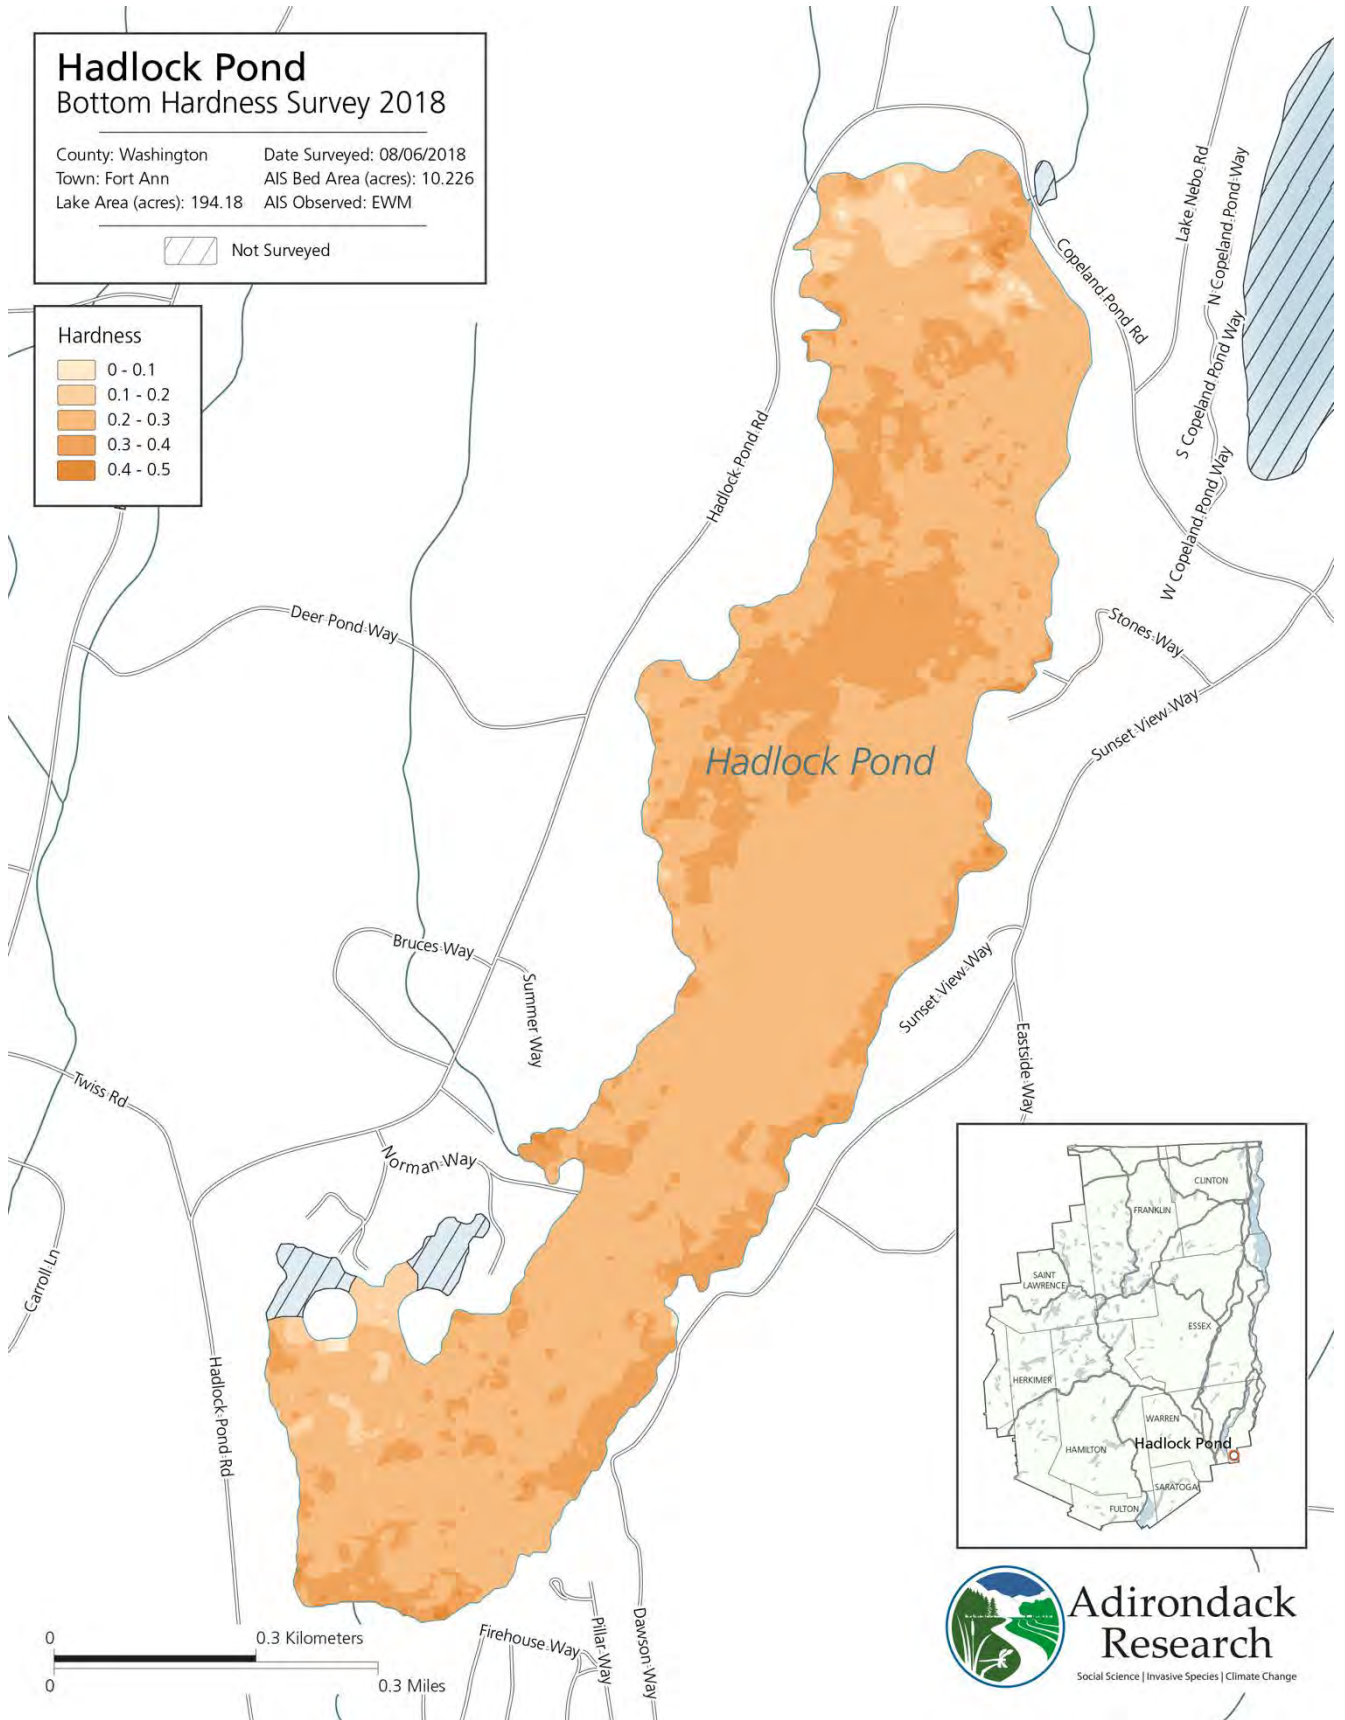 Hadlock Pond
Bottom Hardness Survey 2018
County: Washington
Date Surveyed: 08/06/2018
Town: Fort Ann
AIS Bed Area (acres): 10.226
Lake Area (acres): 194.18
AIS Observed: EWM
Not Surveyed
Hardness
0 - 0.1
0.1 - 0.2
0.2 - 0.3
0.3 - 0.4
0.4 - 0.5
Lake Nebo Rd
N Copeland Pond Way
Copeland Pond Rd
S Copeland Pond Way
Hadlock Pond Rd
W Copeland Pond Way
Deer Pond Way
Stones Way
Sunset View Way
Hadlock Pond
Bruces Way
Summer Way
Sunset View Way
Eastside Way
Twiss Rd
Norman Way
Carroll Ln
Hadlock Pond Rd
CLINTON
FRANKLIN
SAINT
LAWRENCE
ESSEX
HERKIMER
WARREN
Hadlock Pond
HAMILTON
SARATOGA
FULTON
Firehouse Way
Pillar Way
Dawson Way
0
0.3 Kilometers
0
0.3 Miles
Adirondack
Research
Social Science | Invasive Species | Climate Change